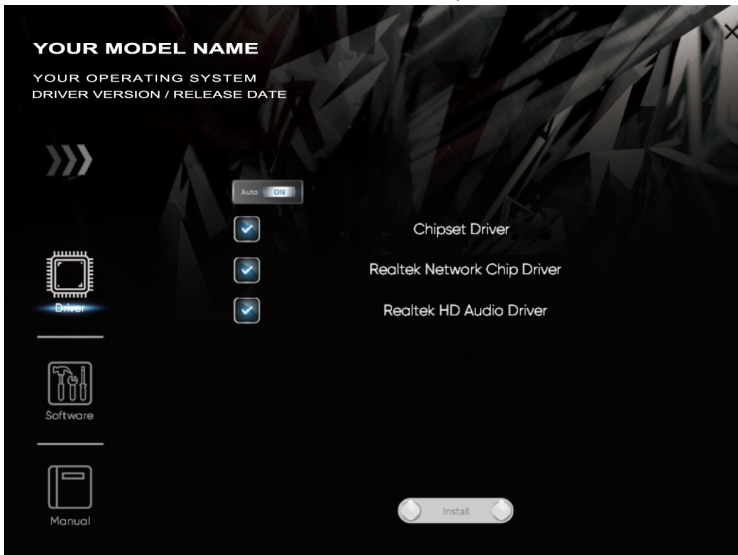 YOUR MODEL NAME
YOUR OPERATING SYSTEM
DRIVER VERSION / RELEASE DATE
Auto ON
Chipset Driver
Realtek Network Chip Driver
Realtek HD Audio Driver
Driver
Software
Manual
Install